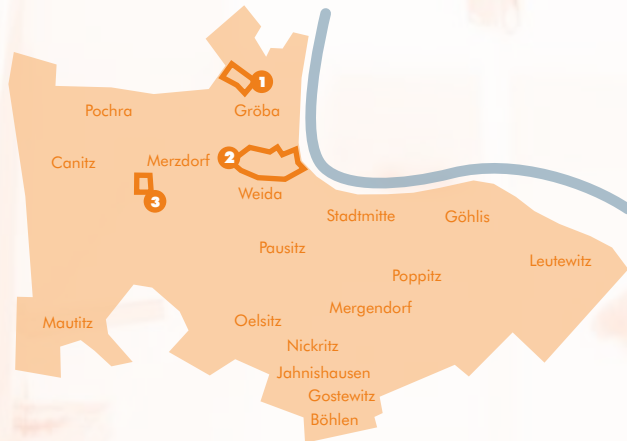 1
Pochra
Gröba
Canitz
Merzdorf
2
3
Weida
Stadtmitte
Göhlis
Pausitz
Leutewitz
Poppitz
Mergendorf
Mautitz
Oelsitz
Nickritz
Jahnishausen
Gostewitz
Böhlen